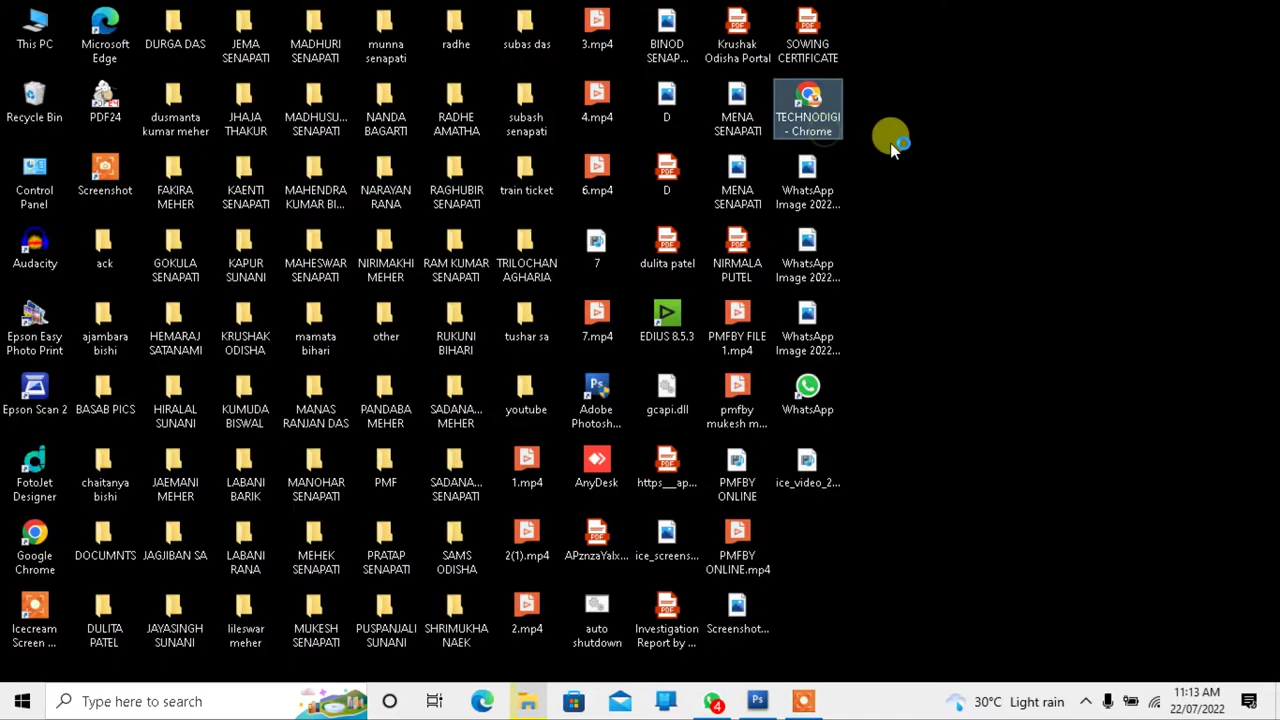 This PC
Microsoft
Edge
DURGA DAS
JEMA
SENAPATI
MADHURI
SENAPATI
munna
senapati
radhe
subas das
3.mp4
BINOD
SENAP...
Krushak
Odisha Portal
SOWING
CERTIFICATE
Recycle Bin
PDF24
dusmanta
kumar meher
JHAJA
THAKUR
MADHUSU...
SENAPATI
NANDA
BAGARTI
RADHE
AMATHA
subash
senapati
4.mp4
D
MENA
SENAPATI
TECHNODIGI
- Chrome
Control
Panel
Screenshot
FAKIRA
MEHER
KAENTI
SENAPATI
MAHENDRA
KUMAR BI...
NARAYAN
RANA
RAGHUBIR
SENAPATI
train ticket
6.mp4
D
MENA
SENAPATI
WhatsApp
Image 2022...
Audacity
ack
GOKULA
SENAPATI
KAPUR
SUNANI
MAHESWAR
SENAPATI
NIRIMAKHI
MEHER
RAM KUMAR
SENAPATI
TRILOCHAN
AGHARIA
7
dulita patel
NIRMALA
PUTEL
WhatsApp
Image 2022...
Epson Easy
Photo Print
ajambara
bishi
HEMARAJ
SATANAMI
KRUSHAK
ODISHA
mamata
bihari
other
RUKUNI
BIHARI
tushar sa
7.mp4
EDIUS 8.5.3
PMFBY FILE
1.mp4
WhatsApp
Image 2022...
Epson Scan 2
BASAB PICS
HIRALAL
SUNANI
KUMUDA
BISWAL
MANAS
RANJAN DAS
PANDABA
MEHER
SADANA...
MEHER
youtube
Adobe
Photosh...
gcapi.dll
pmfby
mukesh m...
WhatsApp
FotoJet
Designer
chaitanya
bishi
JAEMANI
MEHER
LABANI
BARIK
MANOHAR
SENAPATI
PMF
SADANA...
SENAPATI
1.mp4
AnyDesk
https__ap...
PMFBY
ONLINE
ice_video_2...
Google
Chrome
DOCUMNTS
JAGJIBAN SA
LABANI
RANA
MEHEK
SENAPATI
PRATAP
SENAPATI
SAMS
ODISHA
2(1).mp4
APznzaYalx...
ice_screens...
PMFBY
ONLINE.mp4
Icecream
Screen ...
DULITA
PATEL
JAYASINGH
SUNANI
lileswar
meher
MUKESH
SENAPATI
PUSPANJALI
SUNANI
SHRIMUKHA
NAEK
2.mp4
auto
shutdown
Investigation
Report by ...
Screenshot...
Type here to search
4
30°C Light rain
11:13 AM
22/07/2022